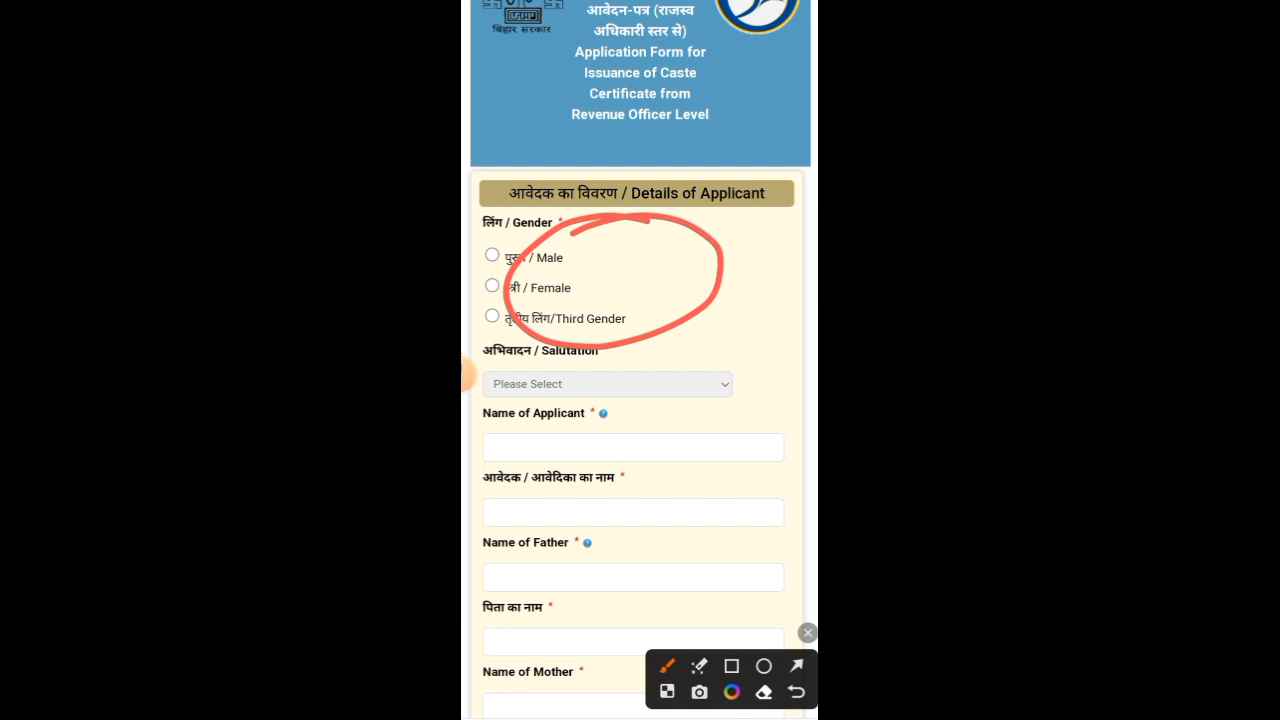 बिहार सरकार
आवेदन-पत्र (राजस्व
अधिकारी स्तर से)
Application Form for
Issuance of Caste
Certificate from
Revenue Officer Level
आवेदक का विवरण / Details of Applicant
लिंग / Gender *
पुरुष / Male
स्त्री / Female
तृतीय लिंग/Third Gender
अभिवादन / Salutation
Please Select
Name of Applicant *
आवेदक / आवेदिका का नाम *
Name of Father *
पिता का नाम *
Name of Mother *